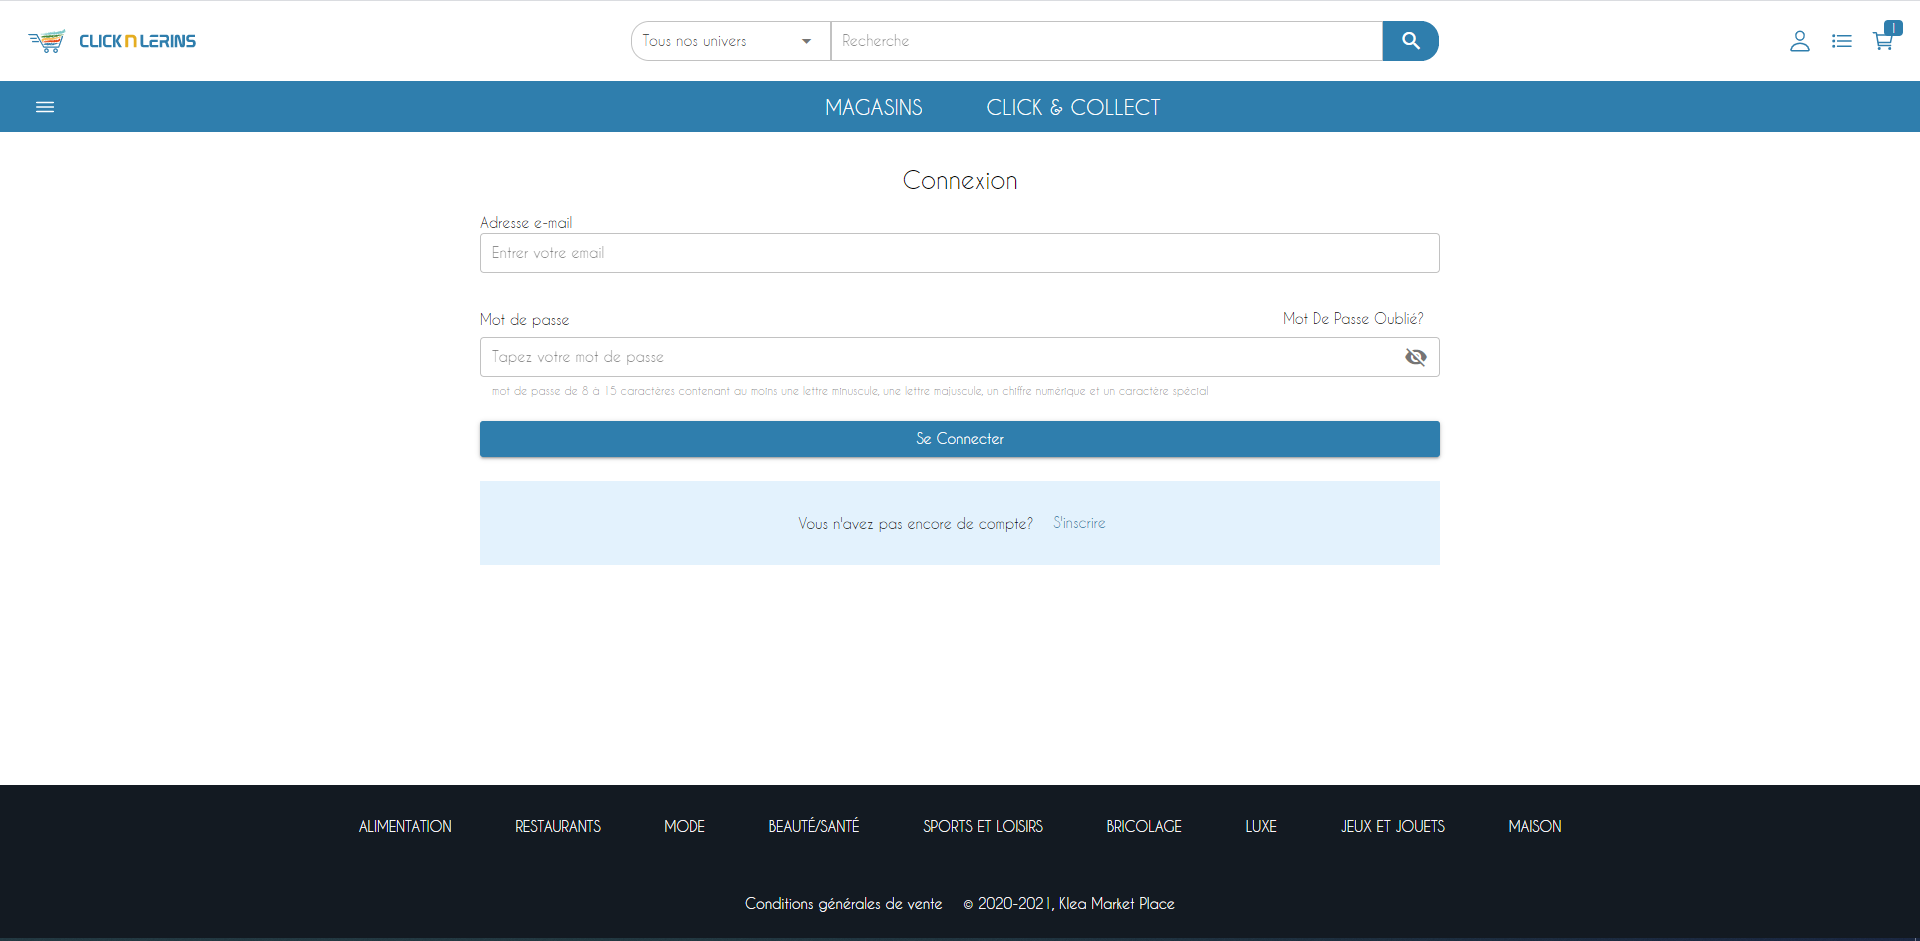 CLICK N LERINS
Tous nos univers
Recherche
1
MAGASINS
CLICK & COLLECT
Connexion
Adresse e-mail
Entrer votre email
Mot de passe
Mot De Passe Oublié?
Tapez votre mot de passe
mot de passe de 8 à 15 caractères contenant au moins une lettre minuscule, une lettre majuscule, un chiffre numérique et un caractère spécial
Se Connecter
Vous n'avez pas encore de compte? S'inscrire
ALIMENTATION RESTAURANTS MODE BEAUTÉ/SANTÉ SPORTS ET LOISIRS BRICOLAGE LUXE JEUX ET JOUETS MAISON
Conditions générales de vente © 2020-2021, Klea Market Place